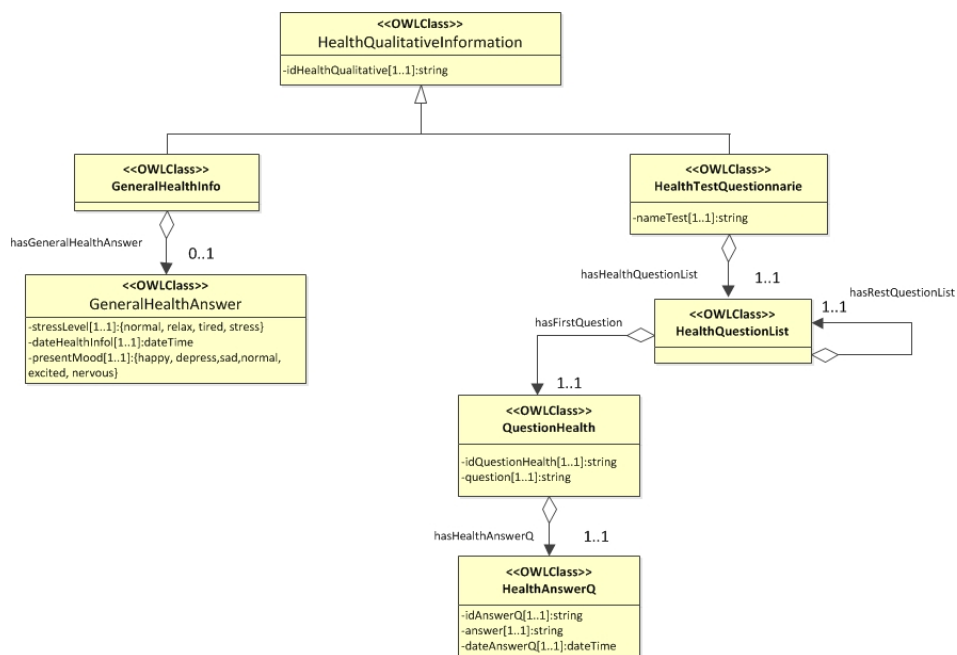 <<OWLClass>>
HealthQualitativeInformation
-idHealthQualitative[1..1]:string
<<OWLClass>>
GeneralHealthInfo
<<OWLClass>>
HealthTestQuestionnarie
-nameTest[1..1]:string
hasGeneralHealthAnswer
0..1
hasHealthQuestionList
1..1
<<OWLClass>>
GeneralHealthAnswer
-stressLevel[1..1]:{normal, relax, tired, stress}
-dateHealthInfol[1..1]:dateTime
-presentMood[1..1]:{happy, depress,sad,normal,
excited, nervous}
hasRestQuestionList
1..1
<<OWLClass>>
HealthQuestionList
hasFirstQuestion
1..1
<<OWLClass>>
QuestionHealth
-idQuestionHealth[1..1]:string
-question[1..1]:string
hasHealthAnswerQ
1..1
<<OWLClass>>
HealthAnswerQ
-idAnswerQ[1..1]:string
-answer[1..1]:string
-dateAnswerQ[1..1]:dateTime